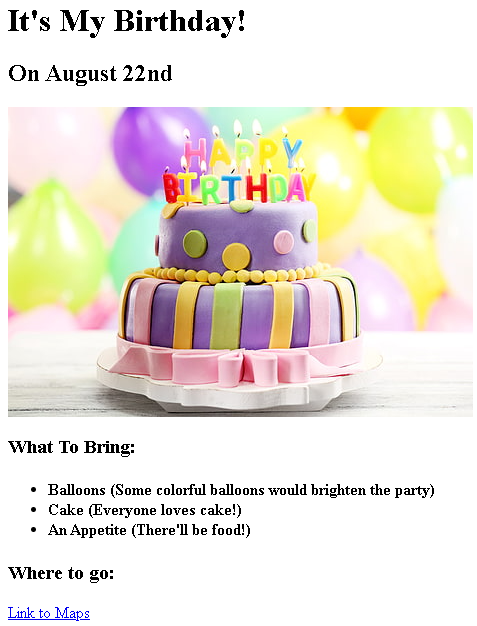 It's My Birthday!
On August 22nd
HAPPY
BIRTHDAY
What To Bring:
• Balloons (Some colorful balloons would brighten the party)
• Cake (Everyone loves cake!)
• An Appetite (There'll be food!)
Where to go:
Link to Maps